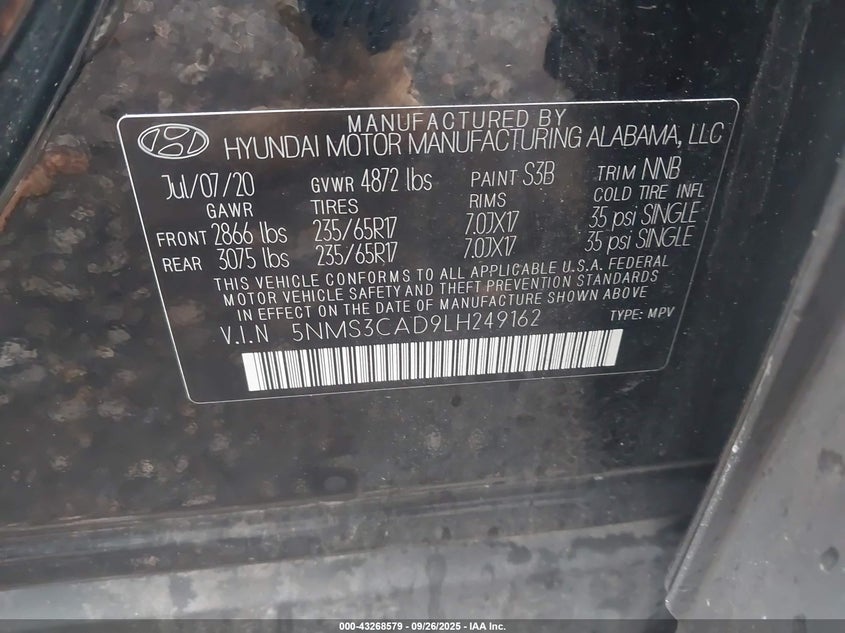 MANUFACTURED BY
HYUNDAI MOTOR MANUFACTURING ALABAMA, LLC
Jul/07/20 GVWR 4872 lbs PAINT S3B TRIM NNB
GAWR TIRES RIMS COLD TIRE INFL
FRONT 2866 lbs 235/65R17 7.0JX17 35 psi SINGLE
REAR 3075 lbs 235/65R17 7.0JX17 35 psi SINGLE
THIS VEHICLE CONFORMS TO ALL APPLICABLE U.S.A. FEDERAL
MOTOR VEHICLE SAFETY AND THEFT PREVENTION STANDARDS
IN EFFECT ON THE DATE OF MANUFACTURE SHOWN ABOVE
V.I.N 5NMS3CAD9LH249162 TYPE: MPV
000-43268579 - 09/26/2025 - IAA Inc.